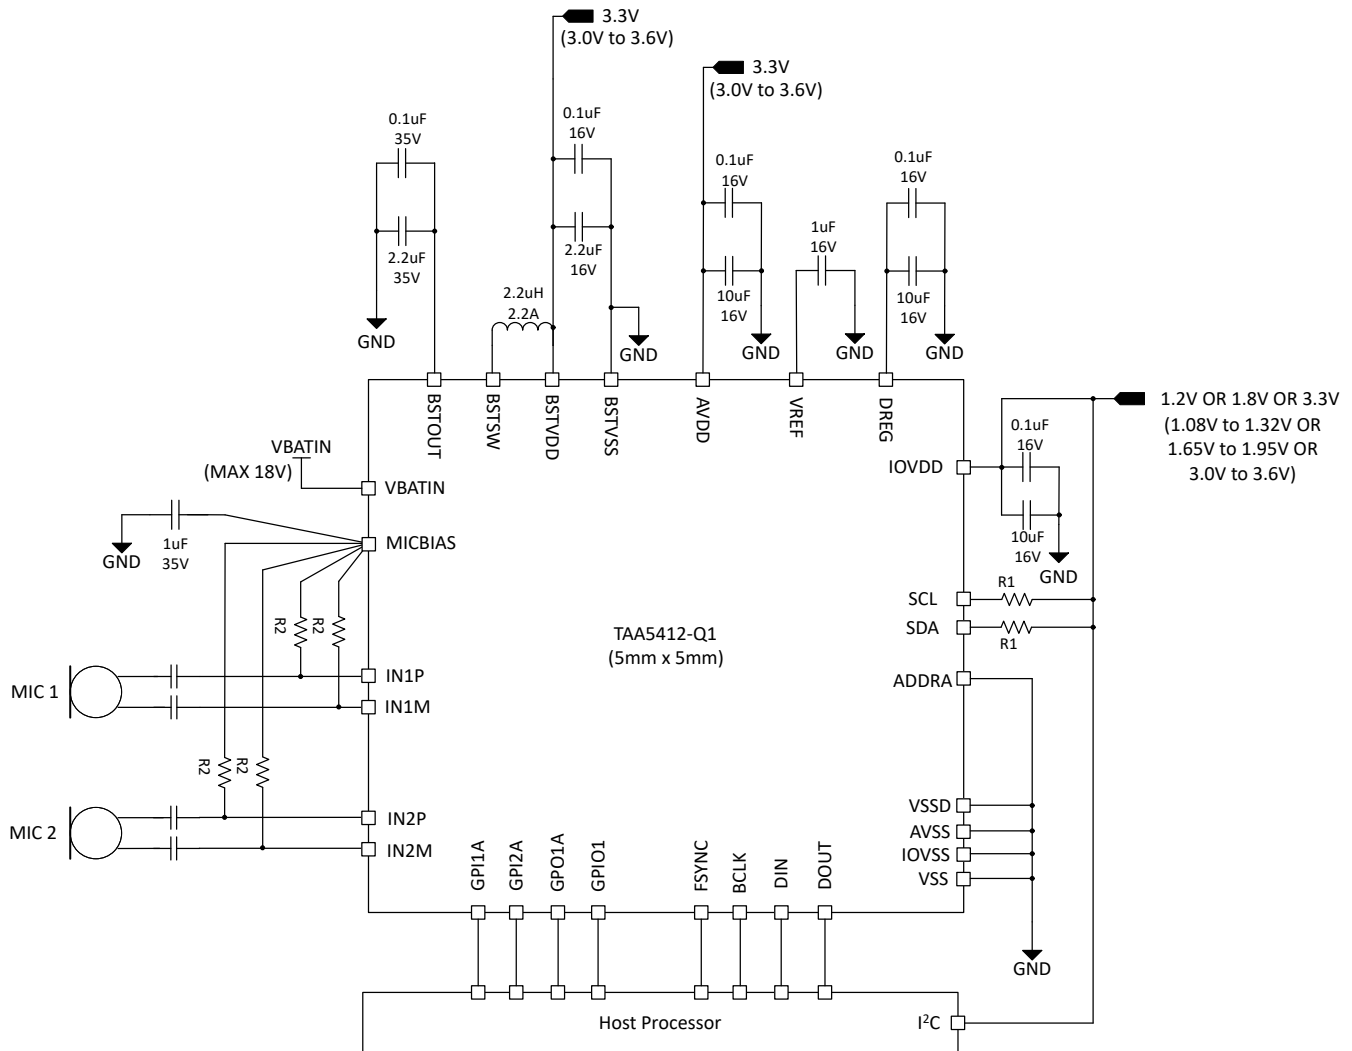 3.3V
(3.0V to 3.6V)
3.3V
(3.0V to 3.6V)
0.1uF
35V
0.1uF
16V
0.1uF
16V
0.1uF
16V
2.2uF
35V
2.2uF
16V
1uF
16V
10uF
16V
10uF
16V
2.2uH
2.2A
GND
GND
GND
GND
GND
BSTOUT
BSTSW
BSTVDD
BSTVSS
AVDD
VREF
DREG
1.2V OR 1.8V OR 3.3V
(1.08V to 1.32V OR
1.65V to 1.95V OR
3.0V to 3.6V)
0.1uF
16V
IOVDD
10uF
16V
GND
VBATIN
(MAX 18V)
VBATIN
MICBIAS
1uF
35V
GND
R1
SCL
SDA
R1
R2
R2
TAA5412-Q1
(5mm x 5mm)
ADDRA
MIC 1
IN1P
IN1M
R2
R2
MIC 2
IN2P
IN2M
VSSD
AVSS
IOVSS
VSS
GPI1A
GPI2A
GPO1A
GPIO1
FSYNC
BCLK
DIN
DOUT
GND
Host Processor
I²C